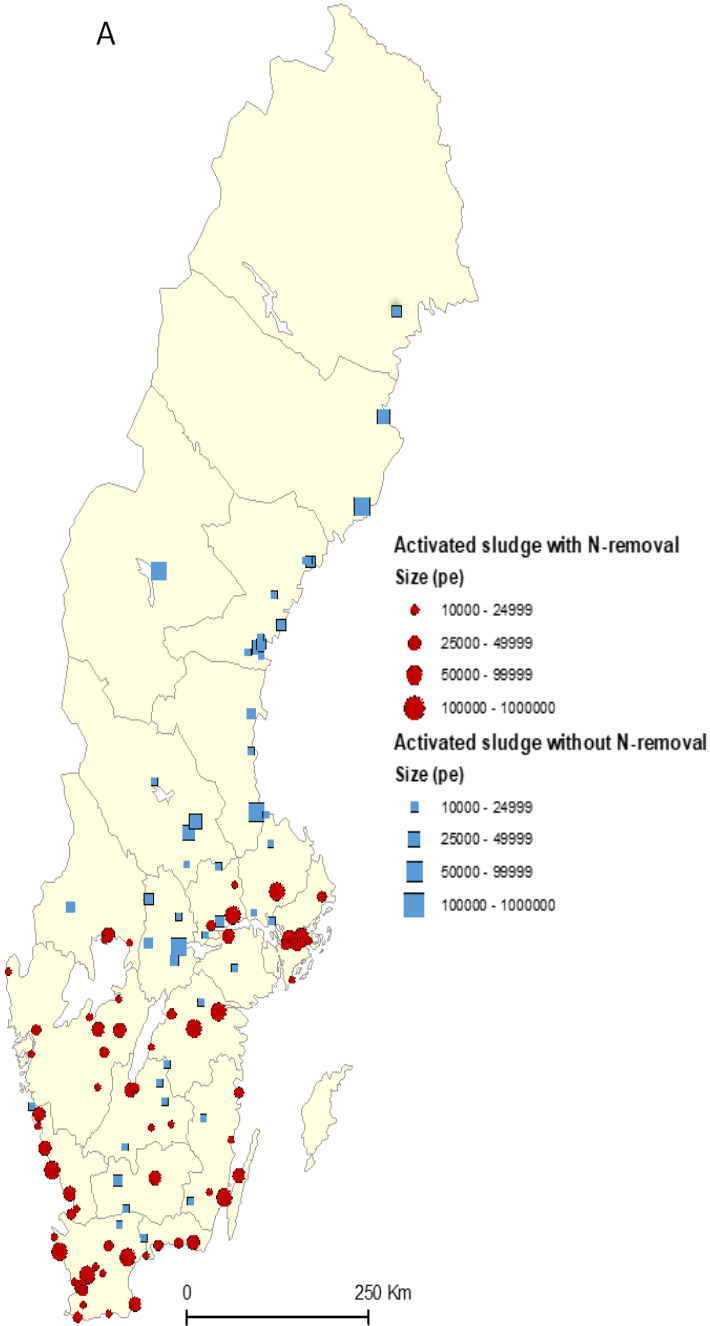 A
Activated sludge with N-removal
Size (pe)
10000 - 24999
25000 - 49999
50000 - 99999
100000 - 1000000
Activated sludge without N-removal
Size (pe)
10000 - 24999
25000 - 49999
50000 - 99999
100000 - 1000000
0 250 Km